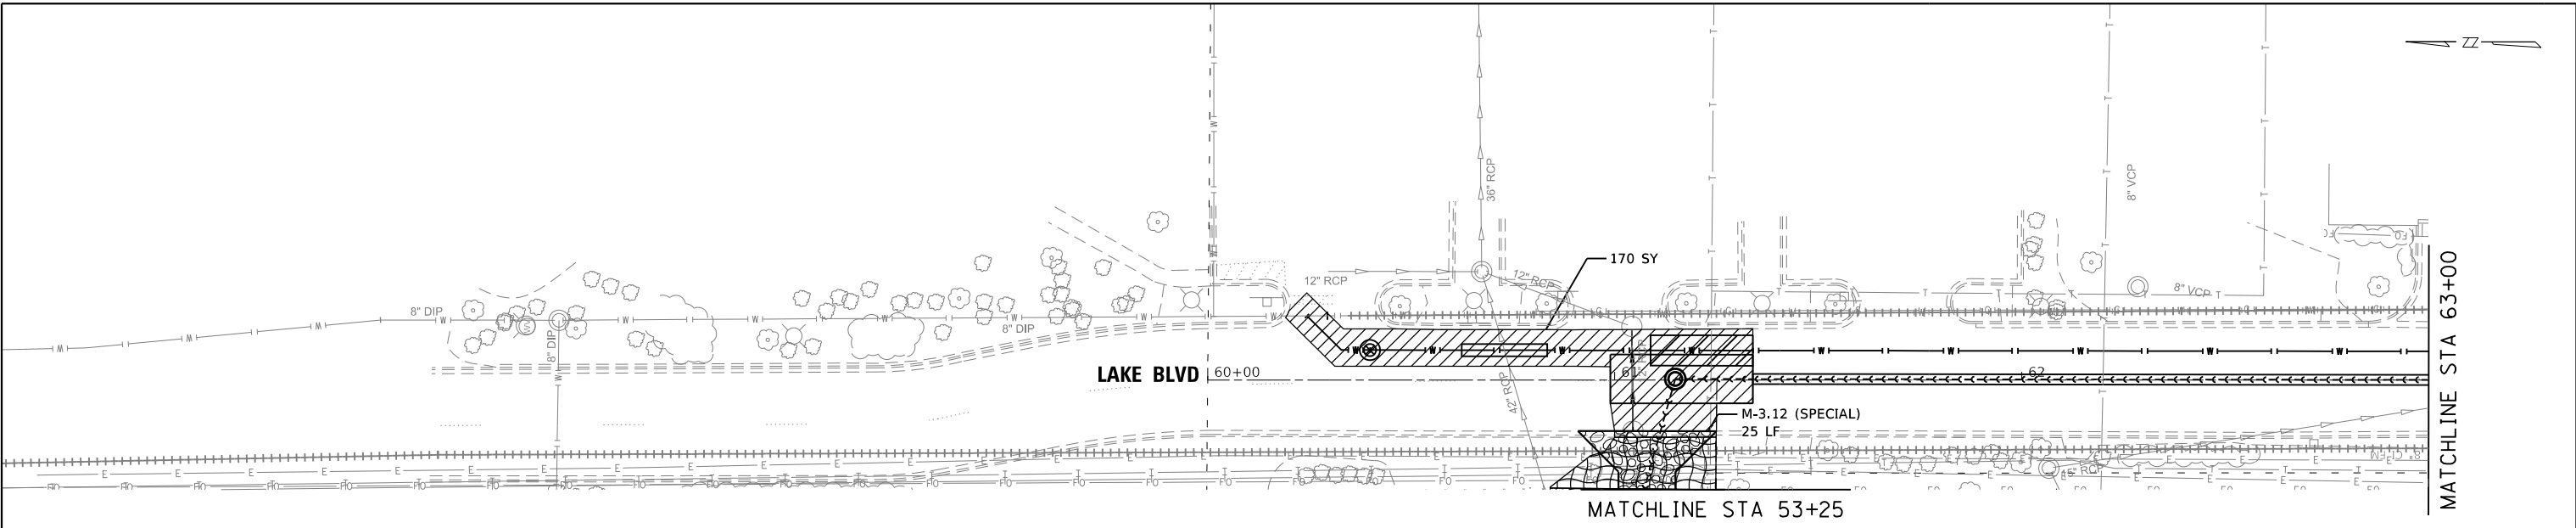 170 SY
36" RCP
8" VCP
12" RCP
12" RCP
8" VCP
8" DIP
8" DIP
8" DIP
LAKE BLVD
60+00
61
62
42" RCP
M-3.12 (SPECIAL)
25 LF
MATCHLINE STA 63+00
MATCHLINE STA 53+25